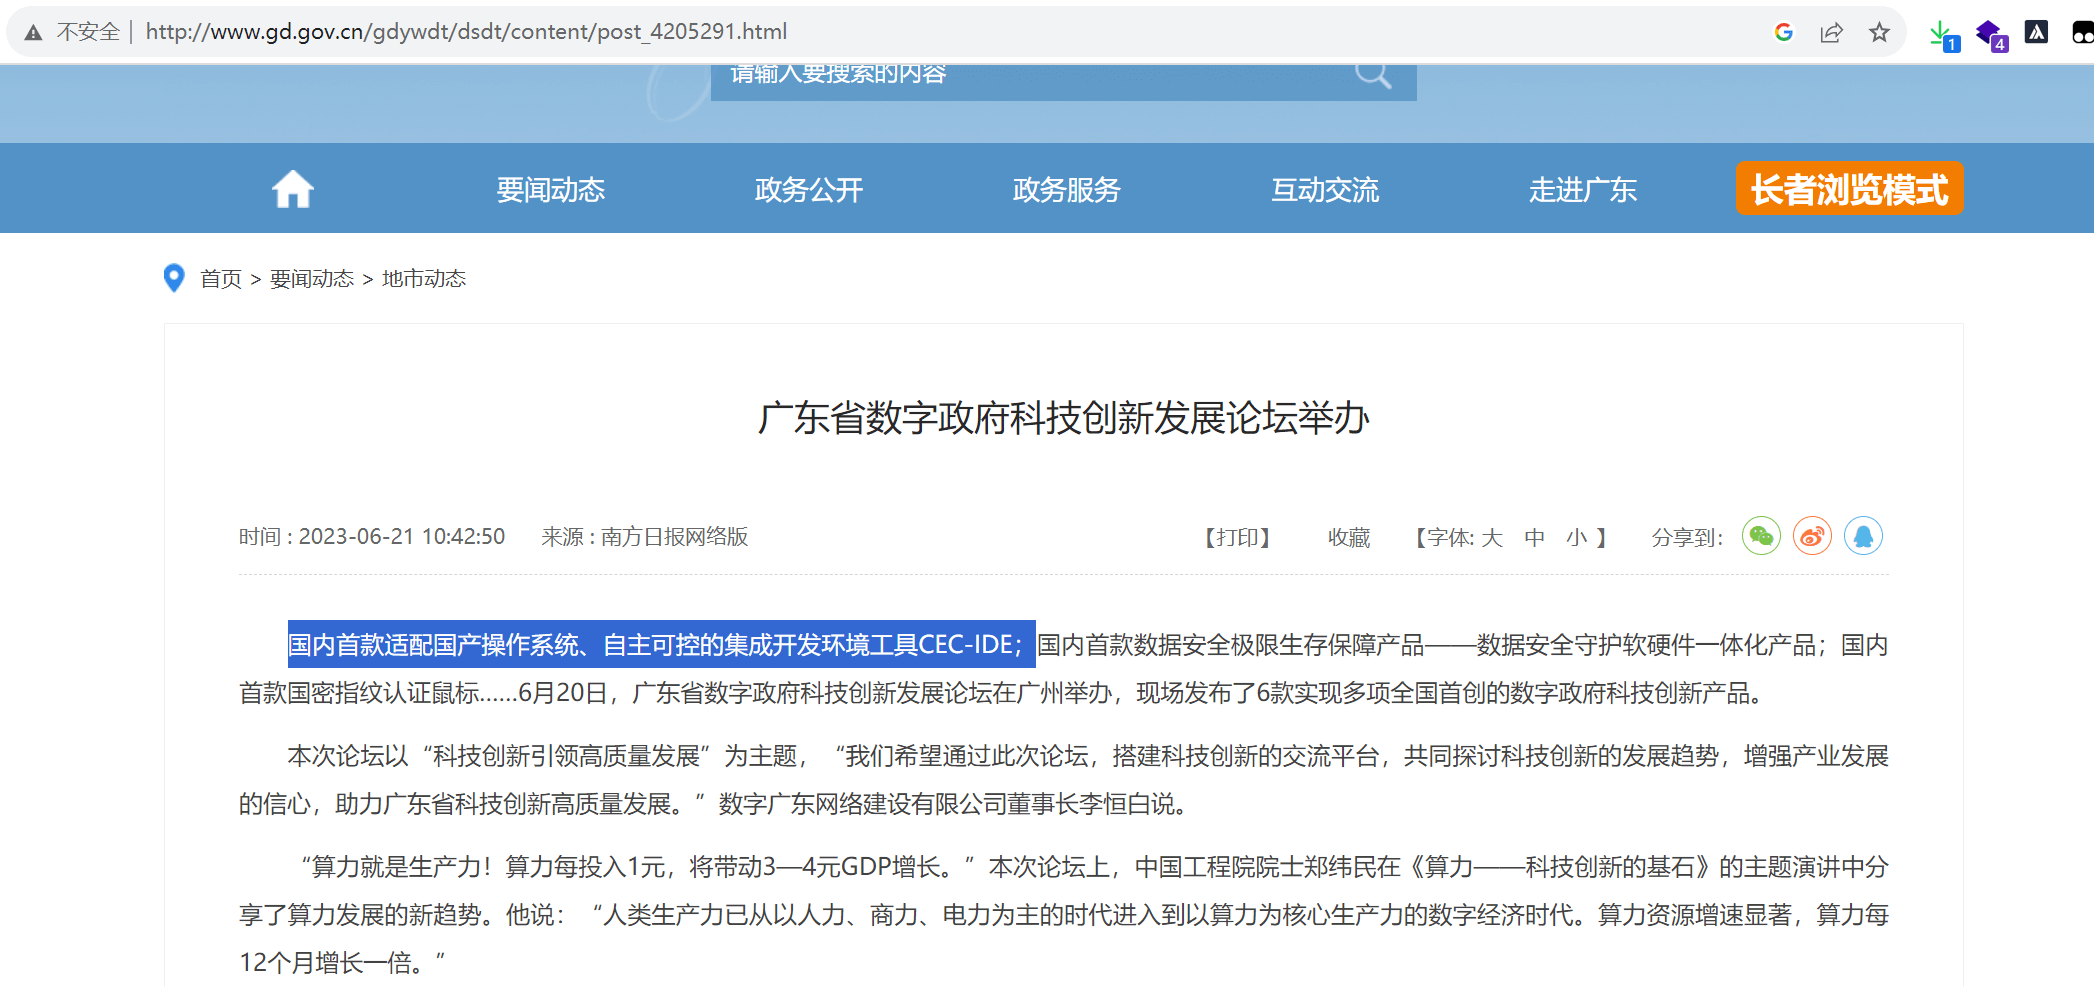 不安全 | http://www.gd.gov.cn/gdywdt/dsdt/content/post_4205291.html
1
4
请输入要搜索的内容
要闻动态 政务公开 政务服务 互动交流 走进广东 长者浏览模式
首页 > 要闻动态 > 地市动态
广东省数字政府科技创新发展论坛举办
时间 : 2023-06-21 10:42:50 来源 : 南方日报网络版 【打印】 收藏 【字体: 大 中 小 】 分享到:
国内首款适配国产操作系统、自主可控的集成开发环境工具CEC-IDE；国内首款数据安全极限生存保障产品——数据安全守护软硬件一体化产品；国内
首款国密指纹认证鼠标……6月20日，广东省数字政府科技创新发展论坛在广州举办，现场发布了6款实现多项全国首创的数字政府科技创新产品。
本次论坛以“科技创新引领高质量发展”为主题，“我们希望通过此次论坛，搭建科技创新的交流平台，共同探讨科技创新的发展趋势，增强产业发展
的信心，助力广东省科技创新高质量发展。”数字广东网络建设有限公司董事长李恒白说。
“算力就是生产力！算力每投入1元，将带动3—4元GDP增长。”本次论坛上，中国工程院院士郑纬民在《算力——科技创新的基石》的主题演讲中分
享了算力发展的新趋势。他说：“人类生产力已从以人力、商力、电力为主的时代进入到以算力为核心生产力的数字经济时代。算力资源增速显著，算力每
12个月增长一倍。”